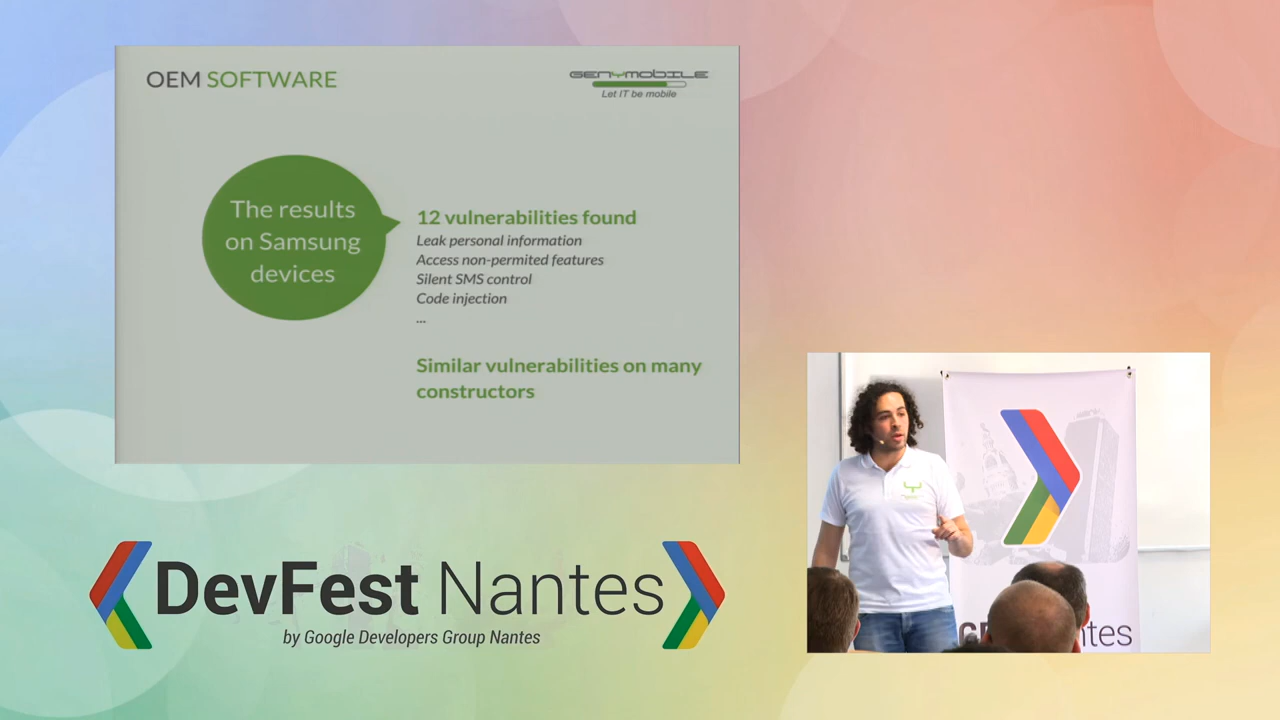 OEM SOFTWARE
GENYMOBILE
Let IT be mobile
The results
on Samsung
devices
12 vulnerabilities found
Leak personal information
Access non-permited features
Silent SMS control
Code injection
...
Similar vulnerabilities on many
constructors
DevFest Nantes
by Google Developers Group Nantes